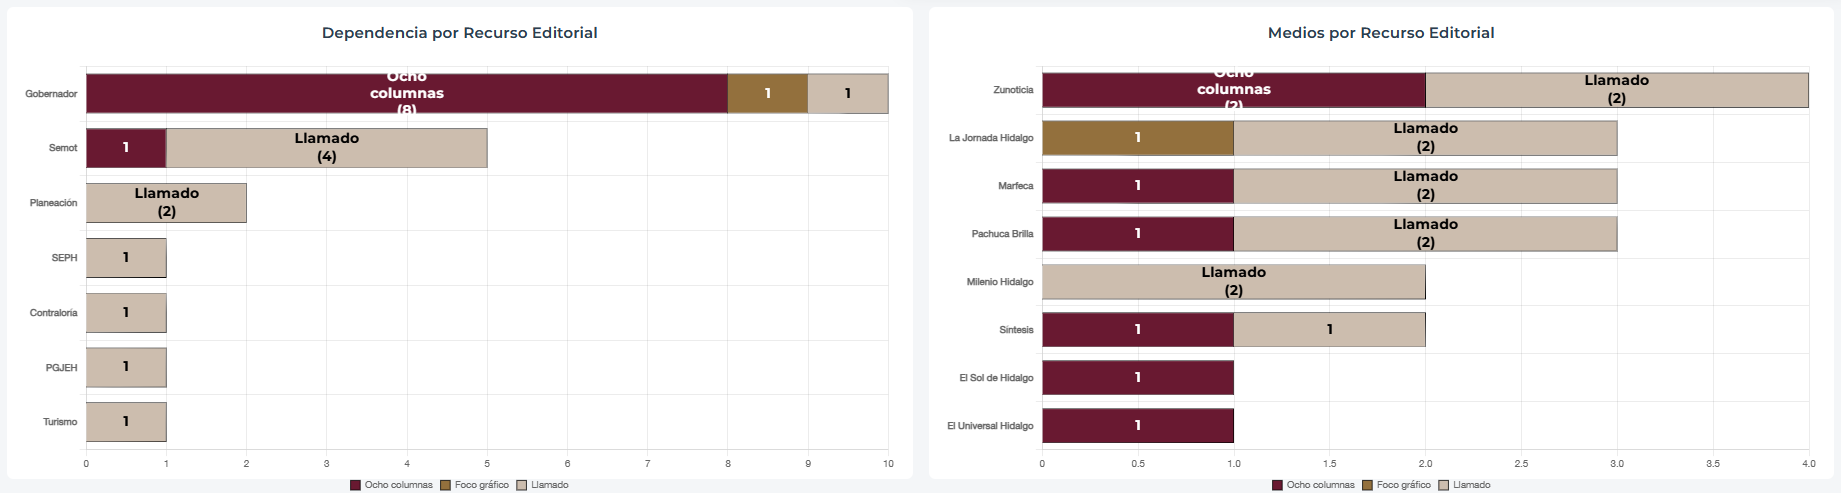 Dependencia por Recurso Editorial
Gobernador
Ocho
columnas
(8)
1
1
Semot
1
Llamado
(4)
Planeación
Llamado
(2)
SEPH
1
Contraloría
1
PGJEH
1
Turismo
1
0 1 2 3 4 5 6 7 8 9 10
Ocho columnas Foco gráfico Llamado
Medios por Recurso Editorial
Zunoticia
Ocho
columnas
(2)
Llamado
(2)
La Jornada Hidalgo
1
Llamado
(2)
Marfeca
1
Llamado
(2)
Pachuca Brilla
1
Llamado
(2)
Milenio Hidalgo
Llamado
(2)
Síntesis
1
1
El Sol de Hidalgo
1
El Universal Hidalgo
1
0 0.5 1.0 1.5 2.0 2.5 3.0 3.5 4.0
Ocho columnas Foco gráfico Llamado